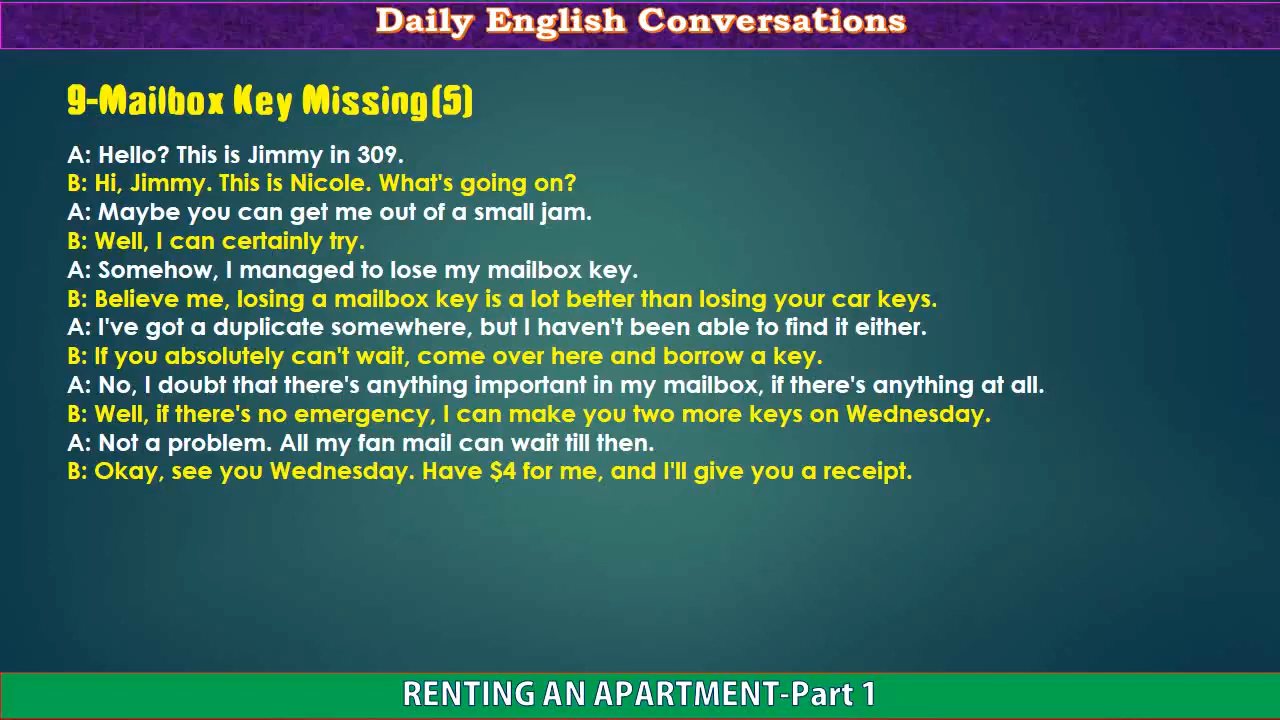 Daily English Conversations
9-Mailbox Key Missing(5)
A: Hello? This is Jimmy in 309.
B: Hi, Jimmy. This is Nicole. What's going on?
A: Maybe you can get me out of a small jam.
B: Well, I can certainly try.
A: Somehow, I managed to lose my mailbox key.
B: Believe me, losing a mailbox key is a lot better than losing your car keys.
A: I've got a duplicate somewhere, but I haven't been able to find it either.
B: If you absolutely can't wait, come over here and borrow a key.
A: No, I doubt that there's anything important in my mailbox, if there's anything at all.
B: Well, if there's no emergency, I can make you two more keys on Wednesday.
A: Not a problem. All my fan mail can wait till then.
B: Okay, see you Wednesday. Have $4 for me, and I'll give you a receipt.
RENTING AN APARTMENT-Part 1